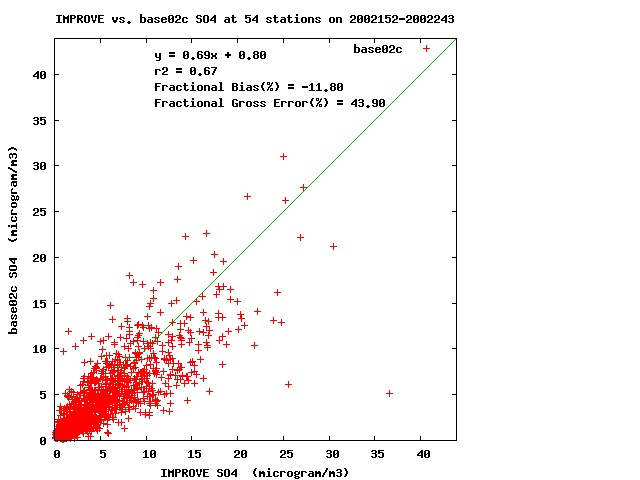 IMPROVE vs. base02c SO4 at 54 stations on 2002152-2002243
y = 0.69x + 0.80
base02c
r2 = 0.67
Fractional Bias(%) = -11.80
Fractional Gross Error(%) = 43.90
40
35
30
25
20
15
10
5
0
base02c SO4 (microgram/m3)
0 5 10 15 20 25 30 35 40
IMPROVE SO4 (microgram/m3)